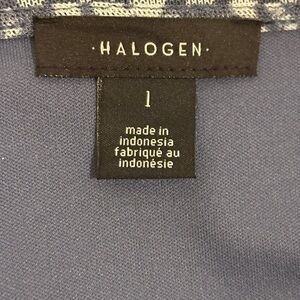 · HALOGEN ·
1
made in
indonesia
fabriqué au
indonésie